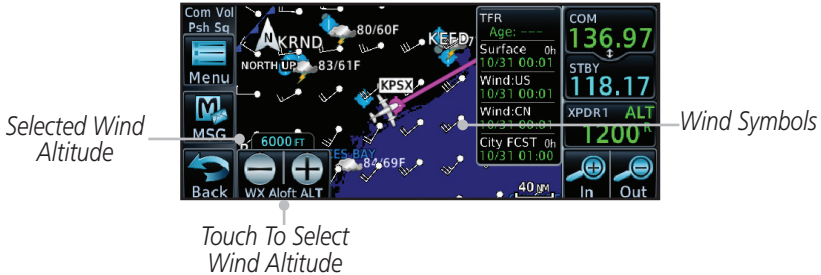 Com Vol
Psh Sq
Menu
MSG
Back
N
KRND
NORTH UP
80/60F
83/61F
KEFD
KPSX
6000 FT
84/69F
WX Aloft ALT
40 NM
TFR
Age: ---
Surface 0h
10/31 00:01
Wind:US
10/31 00:01
Wind:CN
10/31 00:01
City FCST 0h
10/31 01:00
COM
136.97
STBY
118.17
XPDR1 ALT
1200 R
In
Out
Selected Wind
Altitude
Wind Symbols
Touch To Select
Wind Altitude